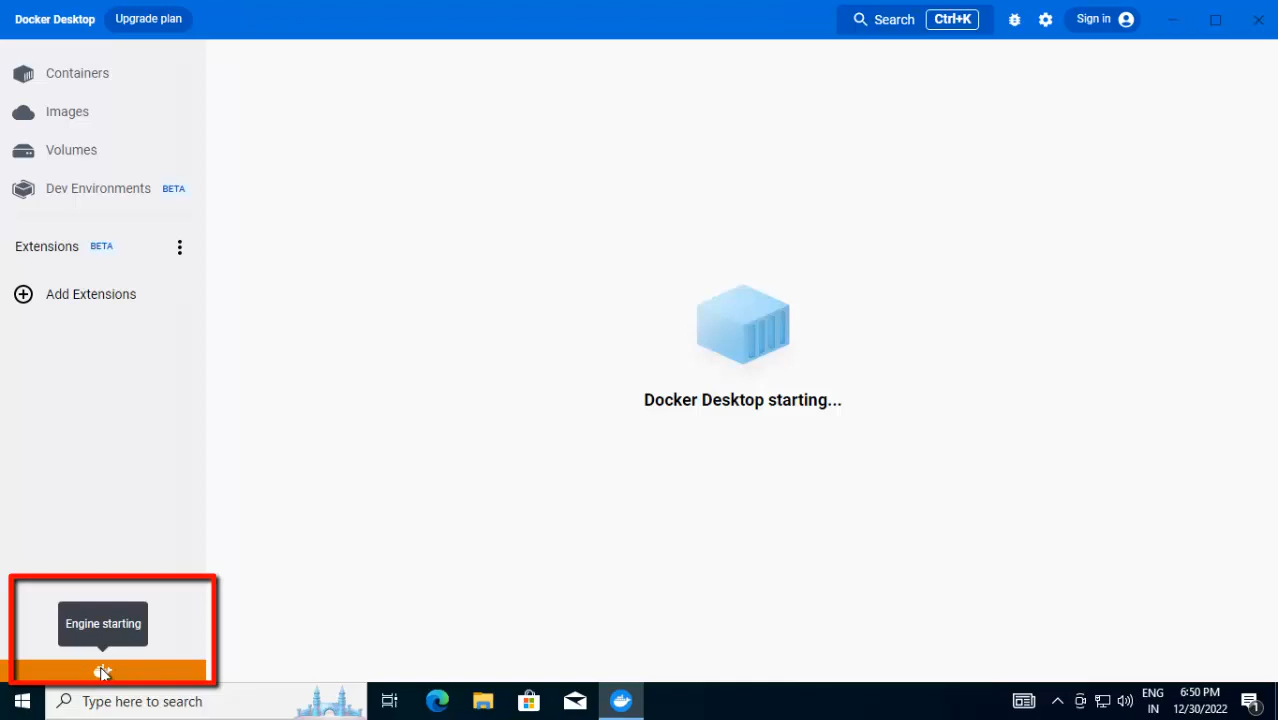 Docker Desktop
Upgrade plan
Search
Ctrl+K
Sign in
Containers
Images
Volumes
Dev Environments BETA
Extensions BETA
Add Extensions
Docker Desktop starting...
Engine starting
Type here to search
ENG
IN
6:50 PM
12/30/2022
1